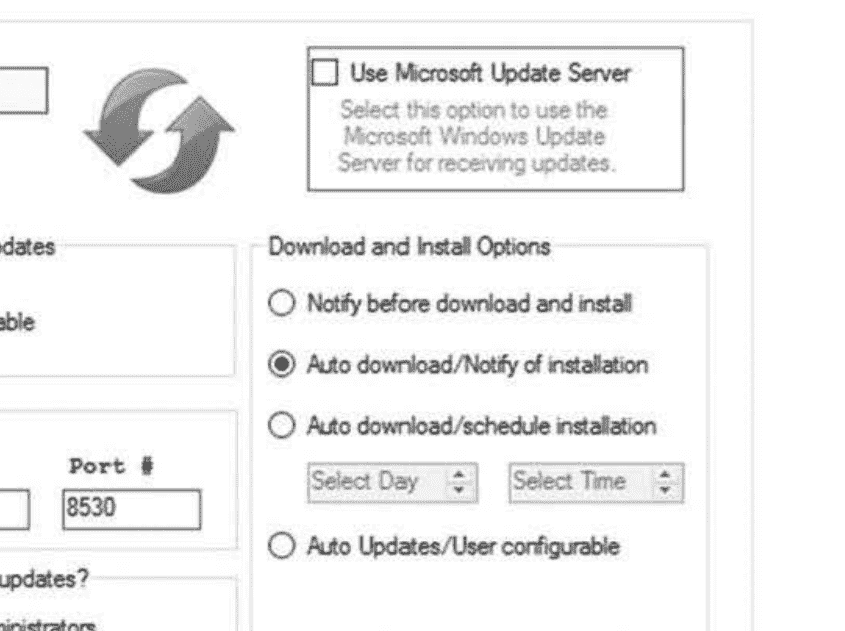 Use Microsoft Update Server
Select this option to use the
Microsoft Windows Update
Server for receiving updates.
dates
able
Port #
8530
updates?
ministrators
Download and Install Options
Notify before download and install
Auto download/Notify of installation
Auto download/schedule installation
Select Day
Select Time
Auto Updates/User configurable